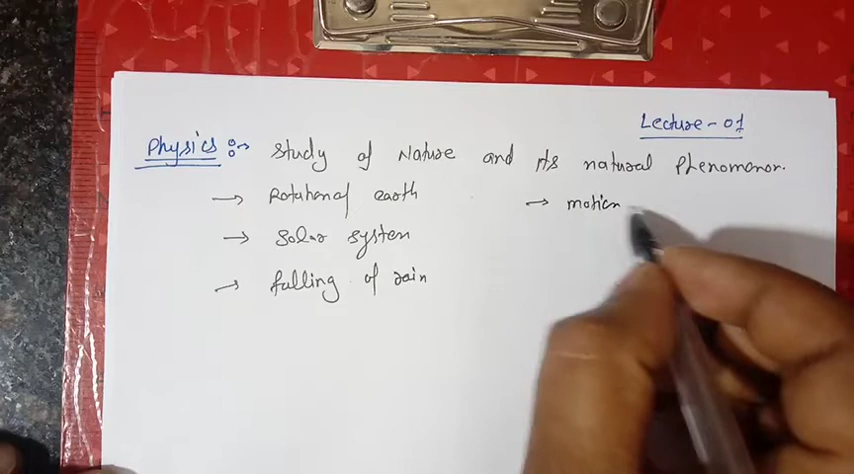 Lecture - 01
Physics :→ Study of Nature and its natural Phenomenon.
→ Rotation of earth
→ motion
→ Solar system
→ falling of rain